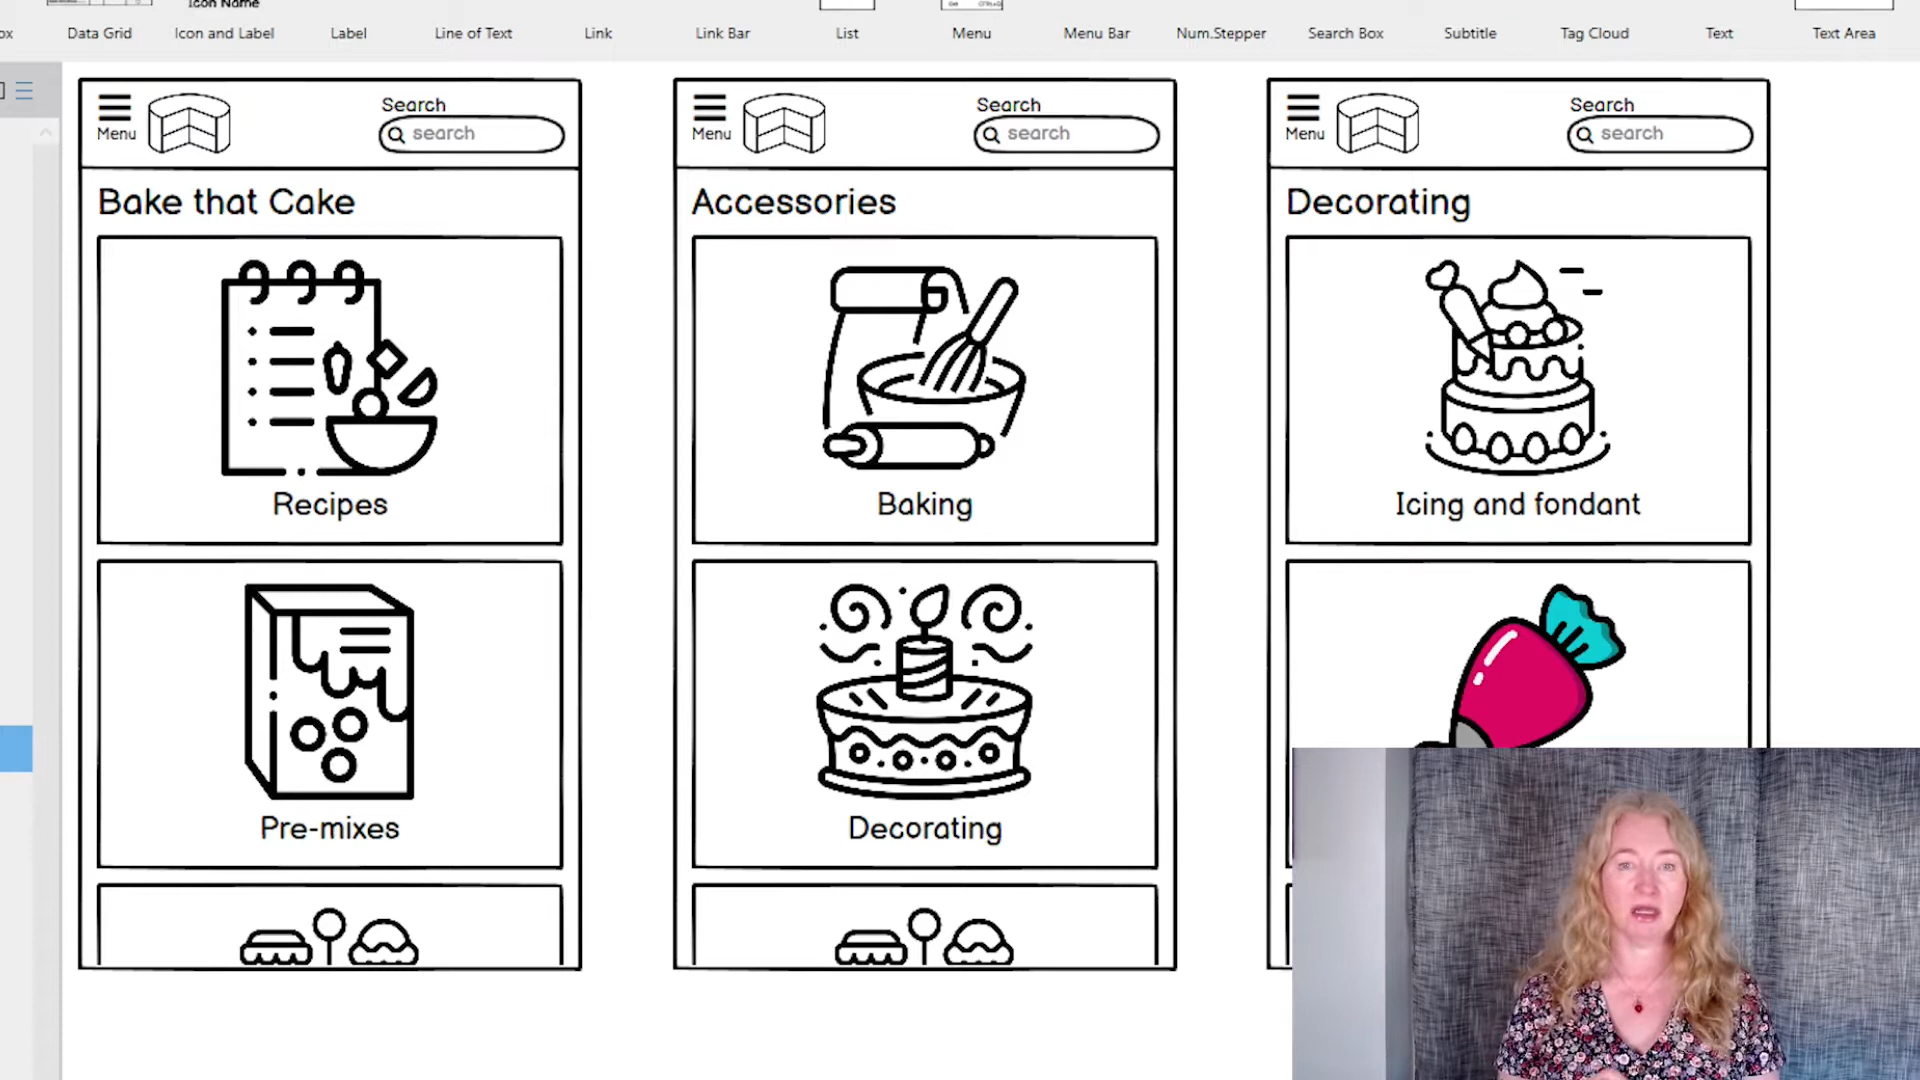 Icon Name
Data Grid
Icon and Label
Label
Line of Text
Link
Link Bar
List
Menu
Menu Bar
Num.Stepper
Search Box
Subtitle
Tag Cloud
Text
Text Area
Menu
Search
search
Bake that Cake
Recipes
Pre-mixes
Menu
Search
search
Accessories
Baking
Decorating
Menu
Search
search
Decorating
Icing and fondant